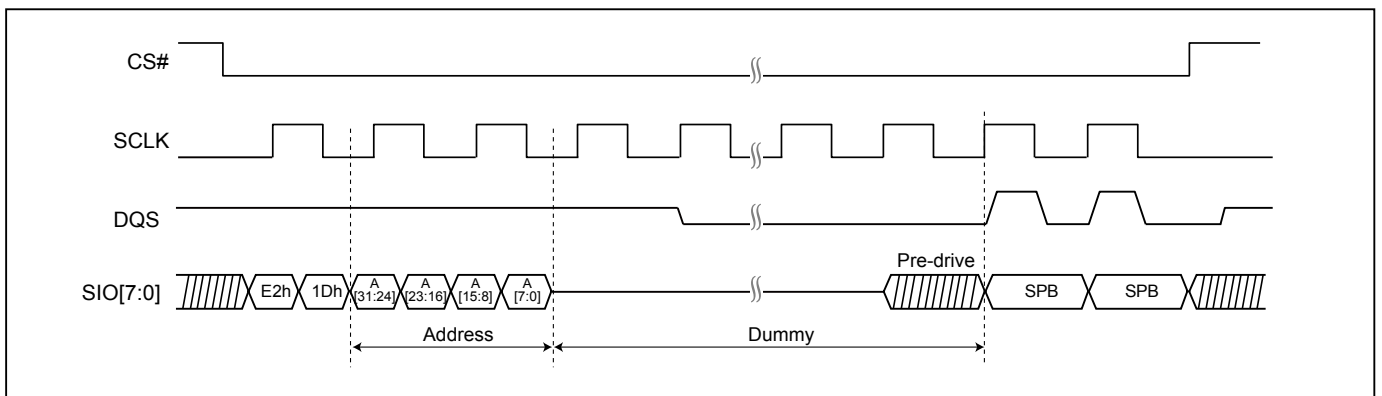 CS#
SCLK
DQS
Pre-drive
SIO[7:0]
E2h
1Dh
A
[31:24]
A
[23:16]
A
[15:8]
A
[7:0]
SPB
SPB
Address
Dummy